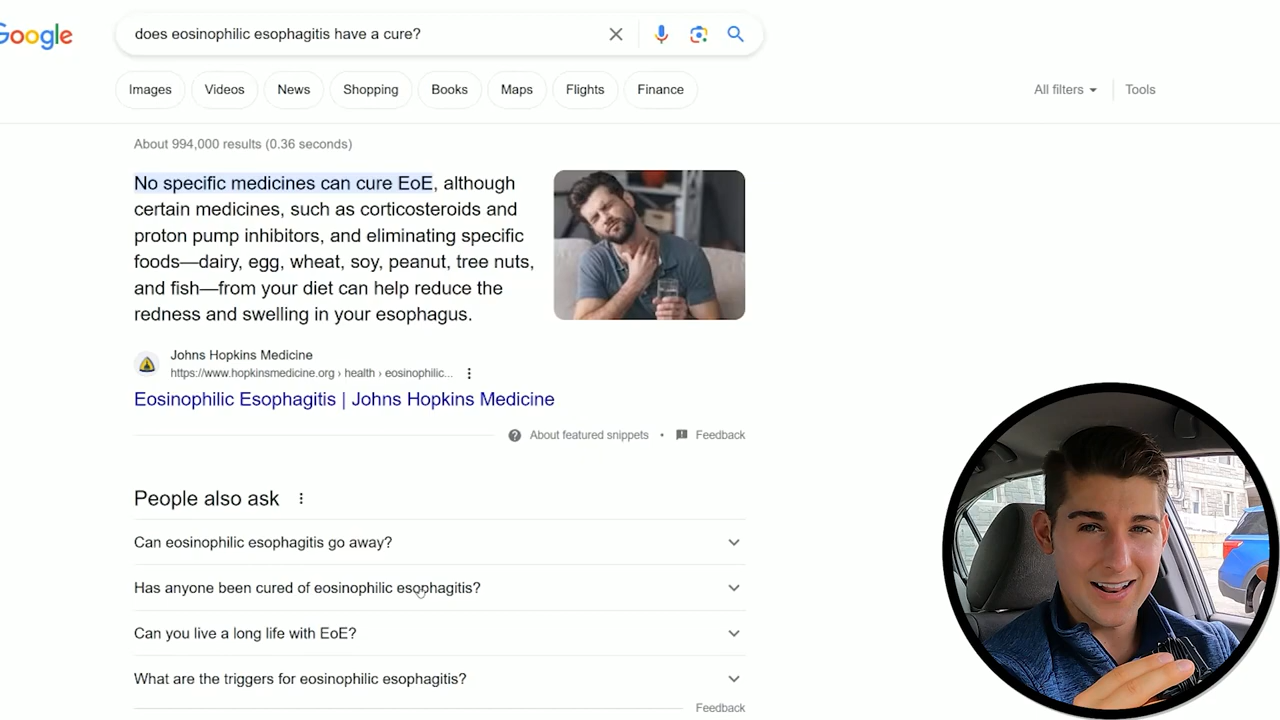 Google
does eosinophilic esophagitis have a cure?
Images
Videos
News
Shopping
Books
Maps
Flights
Finance
All filters
Tools
About 994,000 results (0.36 seconds)
No specific medicines can cure EoE, although
certain medicines, such as corticosteroids and
proton pump inhibitors, and eliminating specific
foods—dairy, egg, wheat, soy, peanut, tree nuts,
and fish—from your diet can help reduce the
redness and swelling in your esophagus.
Johns Hopkins Medicine
https://www.hopkinsmedicine.org › health › eosinophilic...
Eosinophilic Esophagitis | Johns Hopkins Medicine
About featured snippets • Feedback
People also ask
Can eosinophilic esophagitis go away?
Has anyone been cured of eosinophilic esophagitis?
Can you live a long life with EoE?
What are the triggers for eosinophilic esophagitis?
Feedback